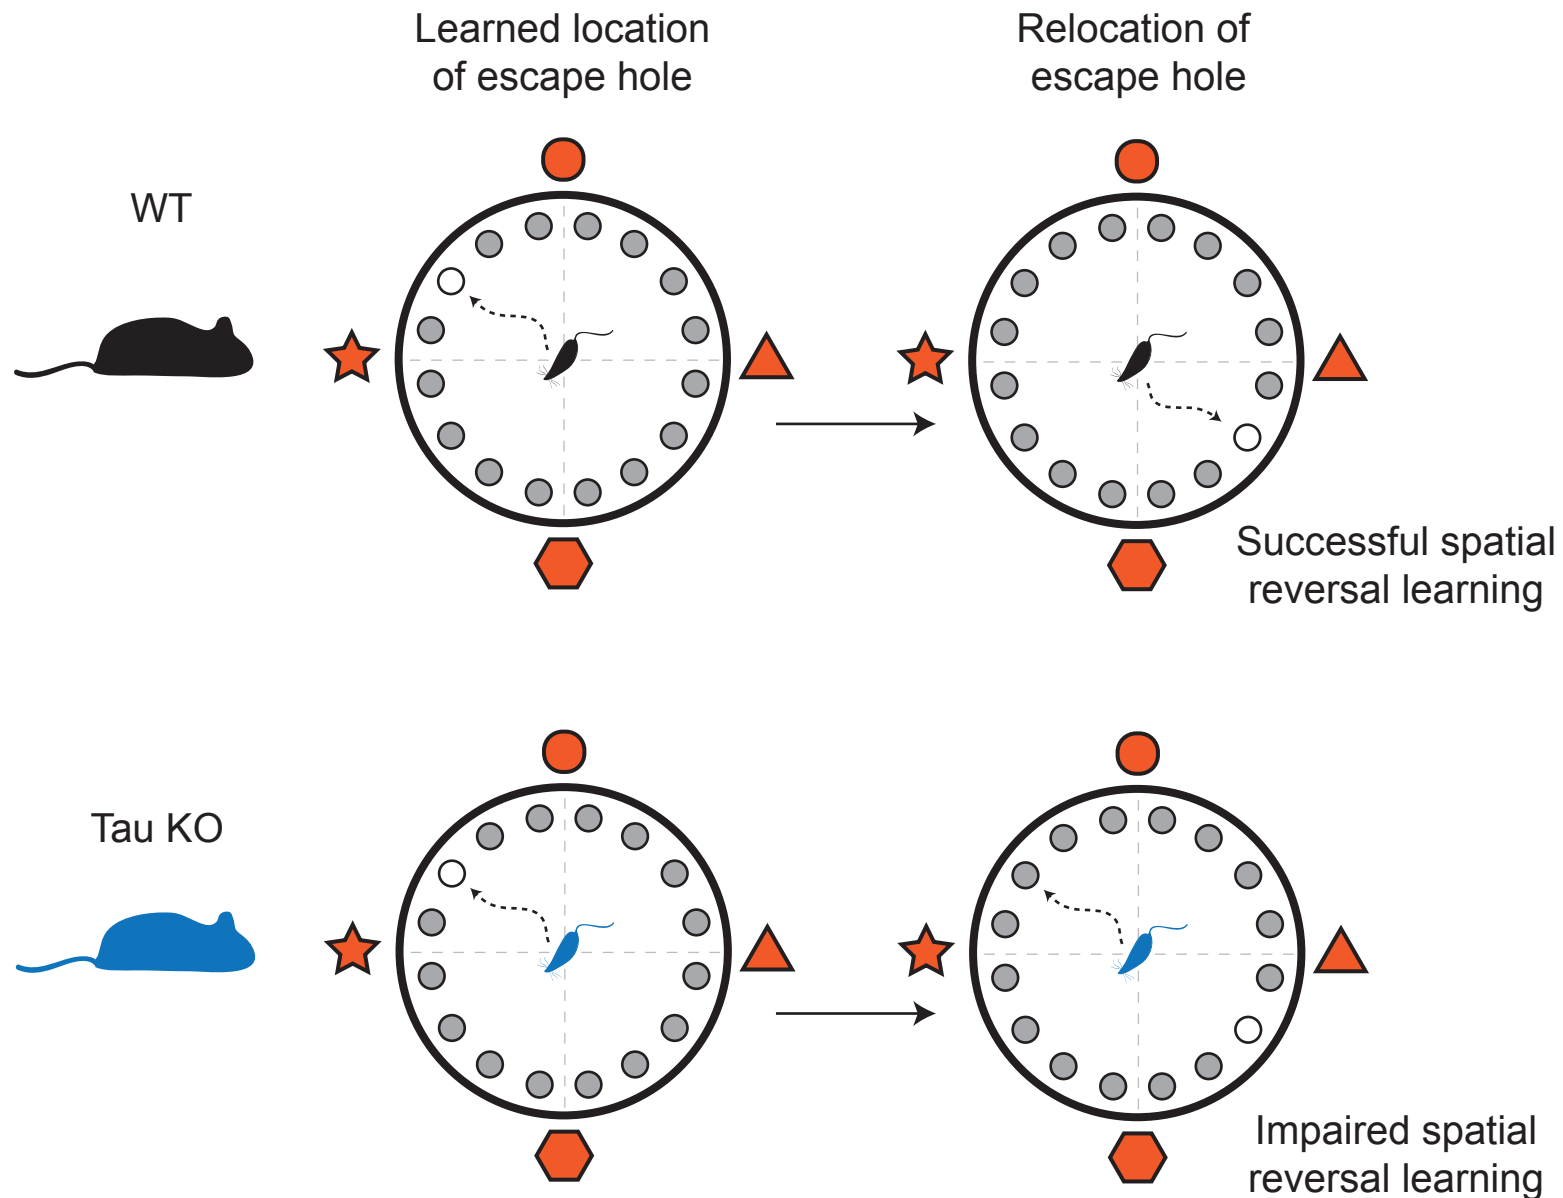 Learned location
of escape hole
Relocation of
escape hole
WT
Successful spatial
reversal learning
Tau KO
Impaired spatial
reversal learning